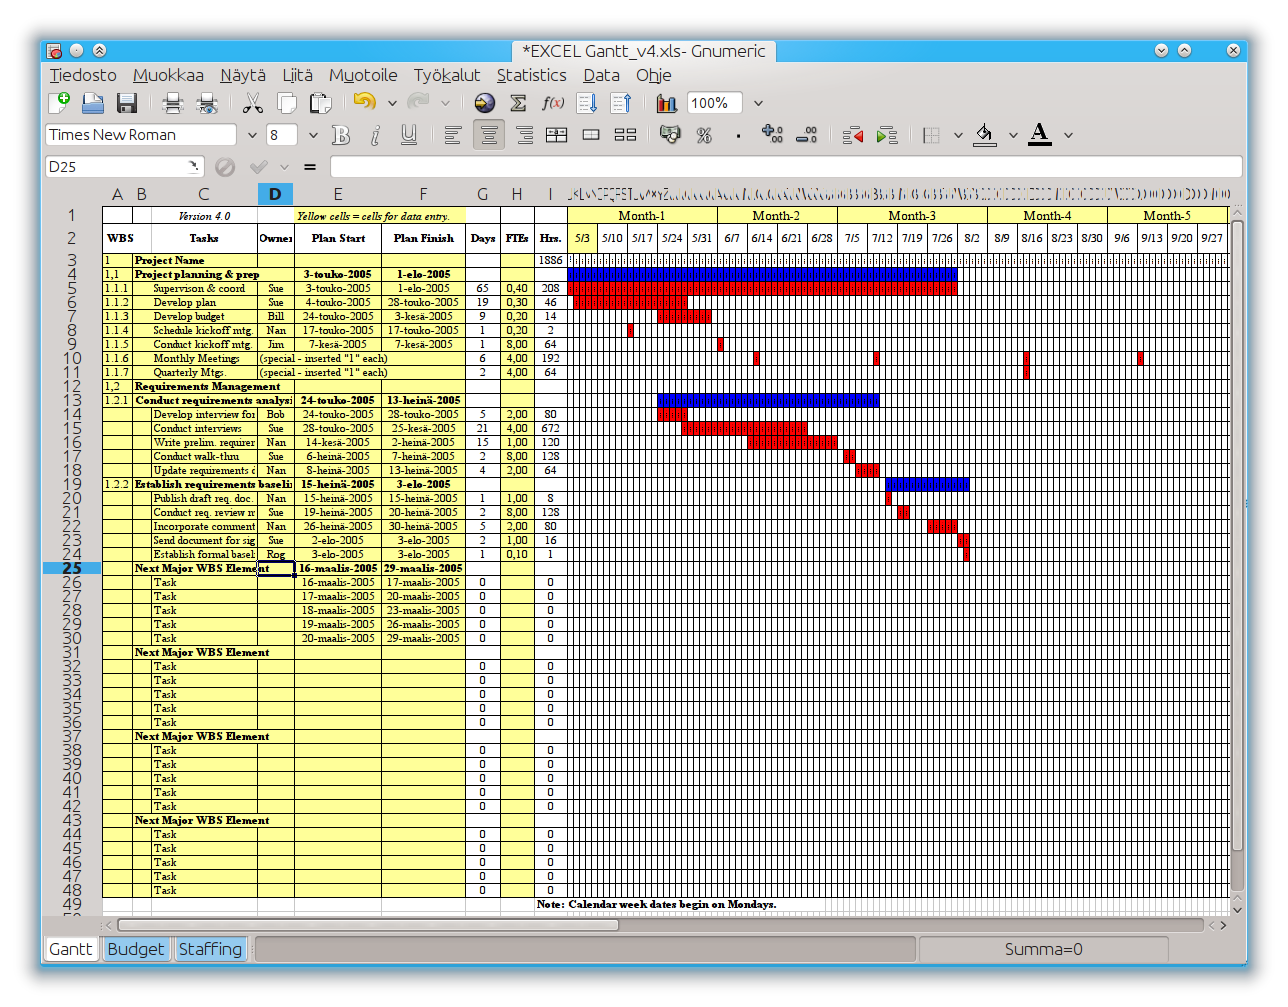 *EXCEL Gantt_v4.xls- Gnumeric
Tiedosto Muokkaa Näytä Liitä Muotoile Työkalut Statistics Data Ohje
Σ f(x) 100%
Times New Roman 8 B i U % A
D25 =
A B C D E F G H I
1 Version 4.0 Yellow cells = cells for data entry. Month-1 Month-2 Month-3 Month-4 Month-5
2 WBS Tasks Owner Plan Start Plan Finish Days FTEs Hrs. 5/3 5/10 5/17 5/24 5/31 6/7 6/14 6/21 6/28 7/5 7/12 7/19 7/26 8/2 8/9 8/16 8/23 8/30 9/6 9/13 9/20 9/27
3 1 Project Name 1886
4 1,1 Project planning & prep 3-touko-2005 1-elo-2005
5 1.1.1 Supervison & coord Sue 3-touko-2005 1-elo-2005 65 0,40 208
6 1.1.2 Develop plan Sue 4-touko-2005 28-touko-2005 19 0,30 46
7 1.1.3 Develop budget Bill 24-touko-2005 3-kesä-2005 9 0,20 14
8 1.1.4 Schedule kickoff mtg. Nan 17-touko-2005 17-touko-2005 1 0,20 2
9 1.1.5 Conduct kickoff mtg. Jim 7-kesä-2005 7-kesä-2005 1 8,00 64
10 1.1.6 Monthly Meetings (special - inserted "1" each) 6 4,00 192
11 1.1.7 Quarterly Mtgs. (special - inserted "1" each) 2 4,00 64
12 1,2 Requirements Management
13 1.2.1 Conduct requirements analysi 24-touko-2005 13-heinä-2005
14 Develop interview for Bob 24-touko-2005 28-touko-2005 5 2,00 80
15 Conduct interviews Sue 28-touko-2005 25-kesä-2005 21 4,00 672
16 Write prelim. requirer Nan 14-kesä-2005 2-heinä-2005 15 1,00 120
17 Conduct walk-thru Sue 6-heinä-2005 7-heinä-2005 2 8,00 128
18 Update requirements d Nan 8-heinä-2005 13-heinä-2005 4 2,00 64
19 1.2.2 Establish requirements baseli 15-heinä-2005 3-elo-2005
20 Publish draft req. doc. Nan 15-heinä-2005 15-heinä-2005 1 1,00 8
21 Conduct req. review m Sue 19-heinä-2005 20-heinä-2005 2 8,00 128
22 Incorporate comment Nan 26-heinä-2005 30-heinä-2005 5 2,00 80
23 Send document for sig Sue 2-elo-2005 3-elo-2005 2 1,00 16
24 Establish formal basel Rog 3-elo-2005 3-elo-2005 1 0,10 1
25 Next Major WBS Element 16-maalis-2005 29-maalis-2005
26 Task 16-maalis-2005 17-maalis-2005 0 0
27 Task 17-maalis-2005 20-maalis-2005 0 0
28 Task 18-maalis-2005 23-maalis-2005 0 0
29 Task 19-maalis-2005 26-maalis-2005 0 0
30 Task 20-maalis-2005 29-maalis-2005 0 0
31 Next Major WBS Element
32 Task 0 0
33 Task 0 0
34 Task 0 0
35 Task 0 0
36 Task 0 0
37 Next Major WBS Element
38 Task 0 0
39 Task 0 0
40 Task 0 0
41 Task 0 0
42 Task 0 0
43 Next Major WBS Element
44 Task 0 0
45 Task 0 0
46 Task 0 0
47 Task 0 0
48 Task 0 0
49 Note: Calendar week dates begin on Mondays.
Gantt Budget Staffing Summa=0